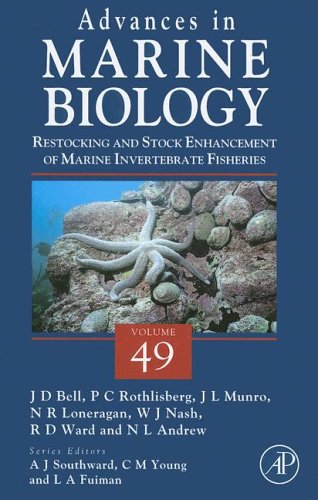 Advances in
MARINE
BIOLOGY
RESTOCKING AND STOCK ENHANCEMENT
OF MARINE INVERTEBRATE FISHERIES
VOLUME
49
J D Bell, P C Rothlisberg, J L Munro,
N R Loneragan, W J Nash,
R D Ward and N L Andrew
Series Editors
A J Southward, C M Young
and L A Fuiman
AP